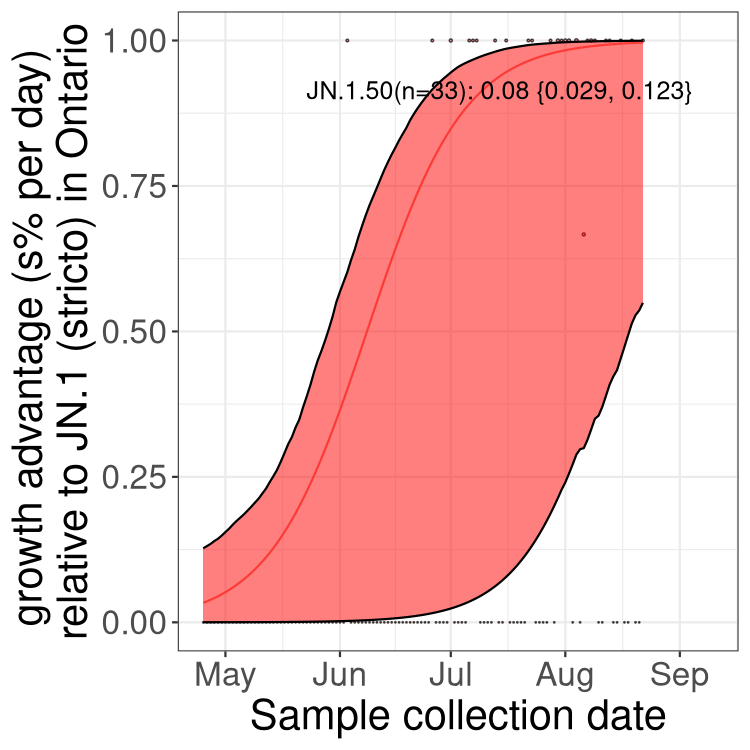 growth advantage (s% per day)
relative to JN.1 (stricto) in Ontario
1.00
0.75
0.50
0.25
0.00
JN.1.50(n=33): 0.08 {0.029, 0.123}
May Jun Jul Aug Sep
Sample collection date